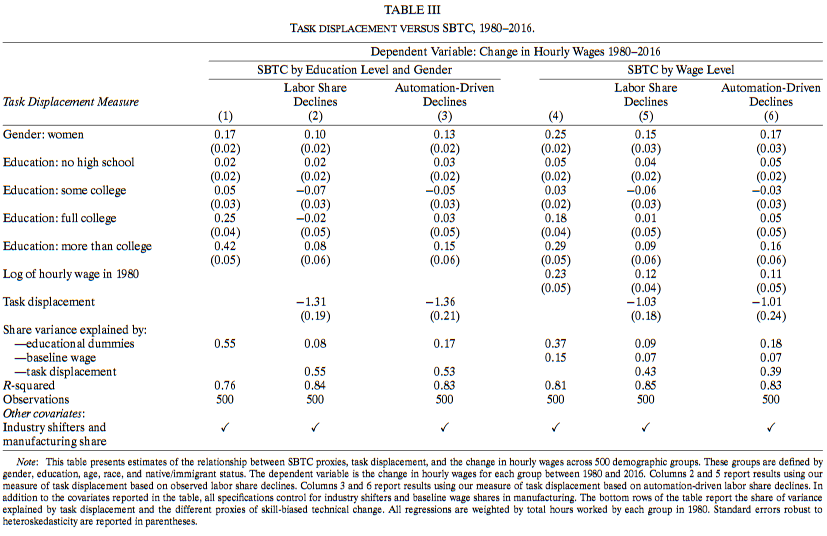 TABLE III
TASK DISPLACEMENT VERSUS SBTC, 1980–2016.
Dependent Variable: Change in Hourly Wages 1980–2016
SBTC by Education Level and Gender SBTC by Wage Level
Labor Share Automation-Driven Labor Share Automation-Driven
Declines Declines Declines Declines
Task Displacement Measure (1) (2) (3) (4) (5) (6)
Gender: women 0.17 0.10 0.13 0.25 0.15 0.17
(0.02) (0.02) (0.02) (0.02) (0.03) (0.03)
Education: no high school 0.02 0.02 0.03 0.05 0.04 0.05
(0.02) (0.02) (0.02) (0.02) (0.02) (0.02)
Education: some college 0.05 −0.07 −0.05 0.03 −0.06 −0.03
(0.03) (0.03) (0.03) (0.02) (0.03) (0.03)
Education: full college 0.25 −0.02 0.03 0.18 0.01 0.05
(0.04) (0.05) (0.05) (0.04) (0.05) (0.05)
Education: more than college 0.42 0.08 0.15 0.29 0.09 0.16
(0.05) (0.06) (0.06) (0.05) (0.06) (0.06)
Log of hourly wage in 1980 0.23 0.12 0.11
(0.05) (0.04) (0.05)
Task displacement −1.31 −1.36 −1.03 −1.01
(0.19) (0.21) (0.18) (0.24)
Share variance explained by:
—educational dummies 0.55 0.08 0.17 0.37 0.09 0.18
—baseline wage 0.15 0.07 0.07
—task displacement 0.55 0.53 0.43 0.39
R-squared 0.76 0.84 0.83 0.81 0.85 0.83
Observations 500 500 500 500 500 500
Other covariates:
Industry shifters and ✓ ✓ ✓ ✓ ✓ ✓
manufacturing share
Note: This table presents estimates of the relationship between SBTC proxies, task displacement, and the change in hourly wages across 500 demographic groups. These groups are defined by
gender, education, age, race, and native/immigrant status. The dependent variable is the change in hourly wages for each group between 1980 and 2016. Columns 2 and 5 report results using our
measure of task displacement based on observed labor share declines. Columns 3 and 6 report results using our measure of task displacement based on automation-driven labor share declines. In
addition to the covariates reported in the table, all specifications control for industry shifters and baseline wage shares in manufacturing. The bottom rows of the table report the share of variance
explained by task displacement and the different proxies of skill-biased technical change. All regressions are weighted by total hours worked by each group in 1980. Standard errors robust to
heteroskedasticity are reported in parentheses.